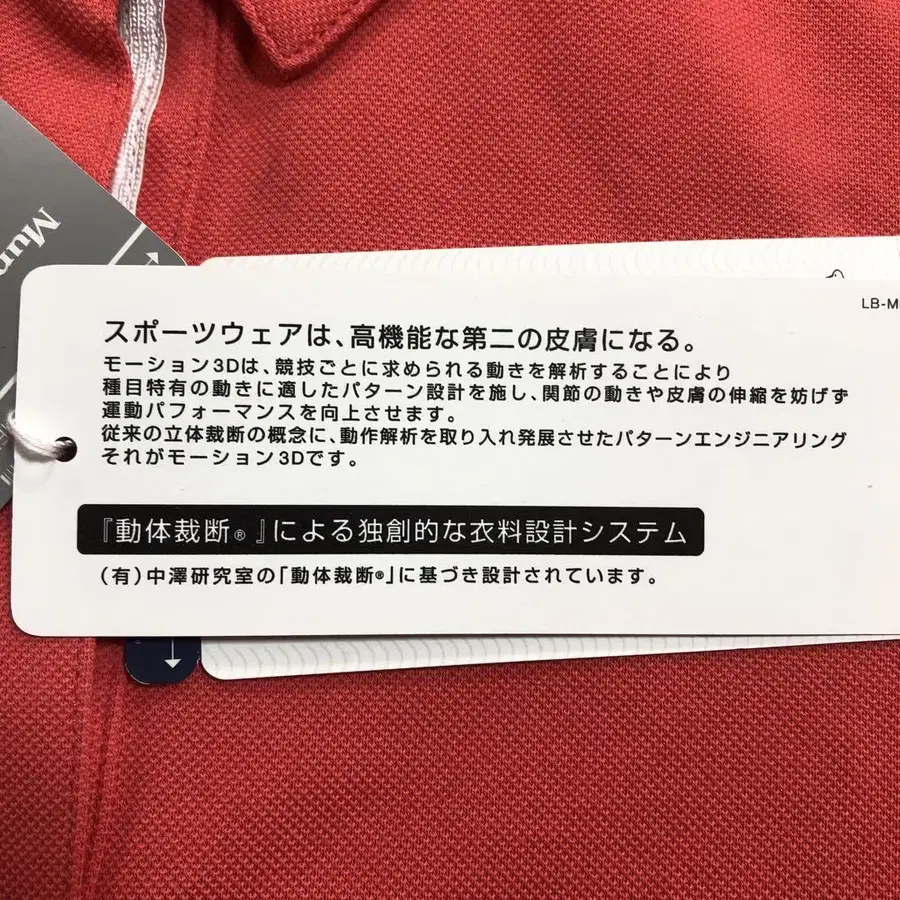 Mun
LB-M
スポーツウェアは、高機能な第二の皮膚になる。
モーション3Dは、競技ごとに求められる動きを解析することにより
種目特有の動きに適したパターン設計を施し、関節の動きや皮膚の伸縮を妨げず
運動パフォーマンスを向上させます。
従来の立体裁断の概念に、動作解析を取り入れ発展させたパターンエンジニアリング
それがモーション3Dです。
『動体裁断®』による独創的な衣料設計システム
(有)中澤研究室の「動体裁断®」に基づき設計されています。